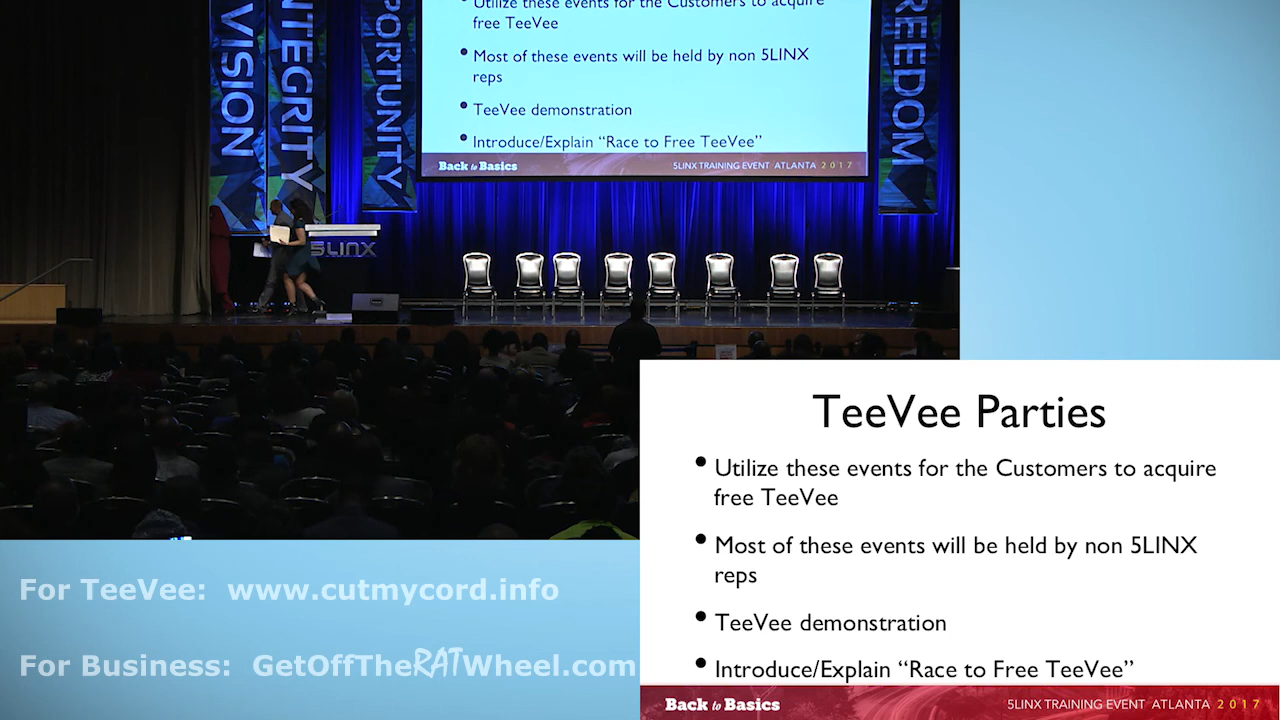 VISION
INTEGRITY
PORTUNITY
REEDOM
Utilize these events for the Customers to acquire
free TeeVee
Most of these events will be held by non 5LINX
reps
TeeVee demonstration
Introduce/Explain “Race to Free TeeVee”
Back to Basics
5LINX TRAINING EVENT ATLANTA 2017
5LINX
TeeVee Parties
Utilize these events for the Customers to acquire
free TeeVee
Most of these events will be held by non 5LINX
reps
TeeVee demonstration
Introduce/Explain “Race to Free TeeVee”
Back to Basics
5LINX TRAINING EVENT ATLANTA 2017
For TeeVee: www.cutmycord.info
For Business: GetOffTheRATWheel.com